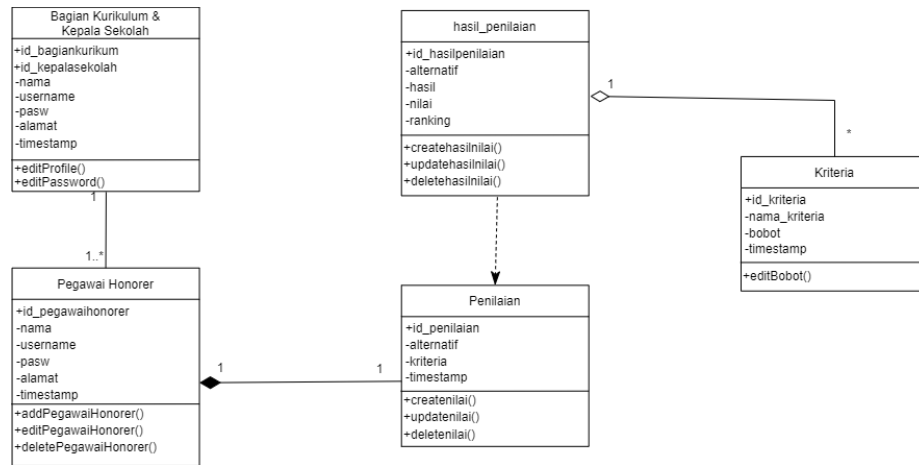 Bagian Kurikulum &
Kepala Sekolah
+id_bagiankurikum
+id_kepalasekolah
-nama
-username
-pasw
-alamat
-timestamp
+editProfile()
+editPassword()
1
1..*
Pegawai Honorer
+id_pegawaihonorer
-nama
-username
-pasw
-alamat
-timestamp
+addPegawaiHonorer()
+editPegawaiHonorer()
+deletePegawaiHonorer()
1
1
hasil_penilaian
+id_hasilpenilaian
-alternatif
-hasil
-nilai
-ranking
+createhasilnilai()
+updatehasilnilai()
+deletehasilnilai()
1
*
Penilaian
+id_penilaian
-alternatif
-kriteria
-timestamp
+createnilai()
+updatenilai()
+deletenilai()
Kriteria
+id_kriteria
-nama_kriteria
-bobot
-timestamp
+editBobot()